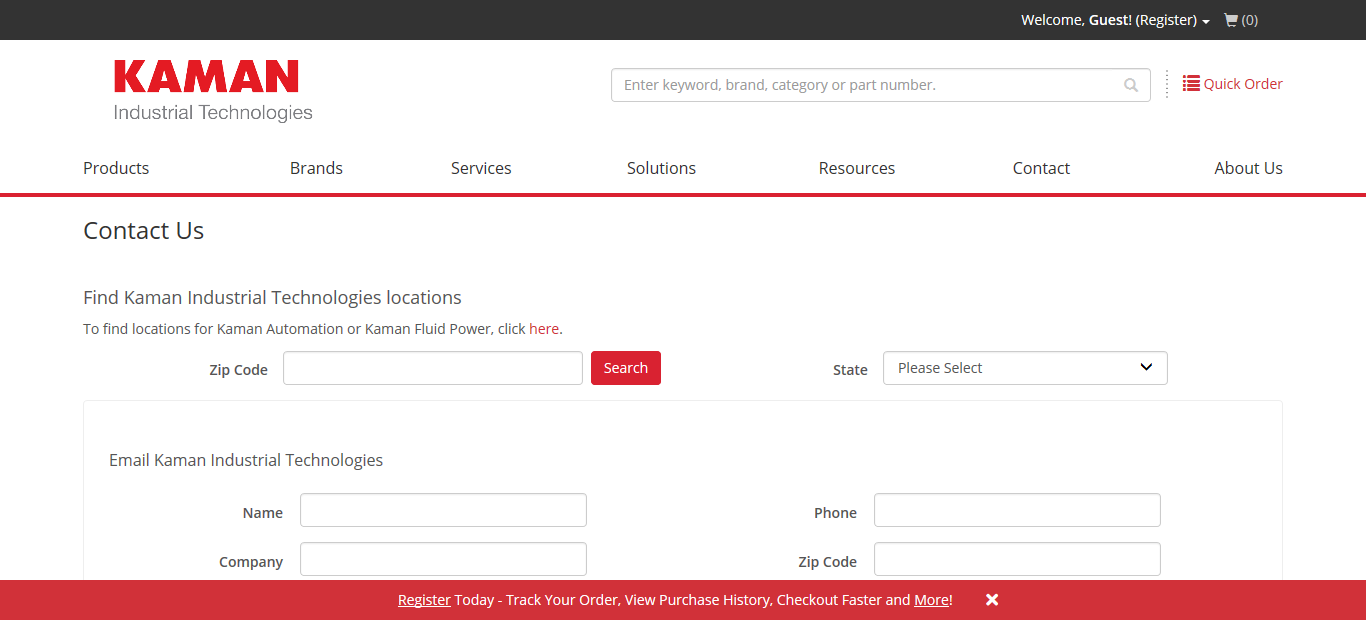 Welcome, Guest! (Register) (0)
KAMAN
Industrial Technologies
Enter keyword, brand, category or part number.
Quick Order
Products Brands Services Solutions Resources Contact About Us
Contact Us
Find Kaman Industrial Technologies locations
To find locations for Kaman Automation or Kaman Fluid Power, click here.
Zip Code Search State Please Select
Email Kaman Industrial Technologies
Name Phone
Company Zip Code
Register Today - Track Your Order, View Purchase History, Checkout Faster and More!